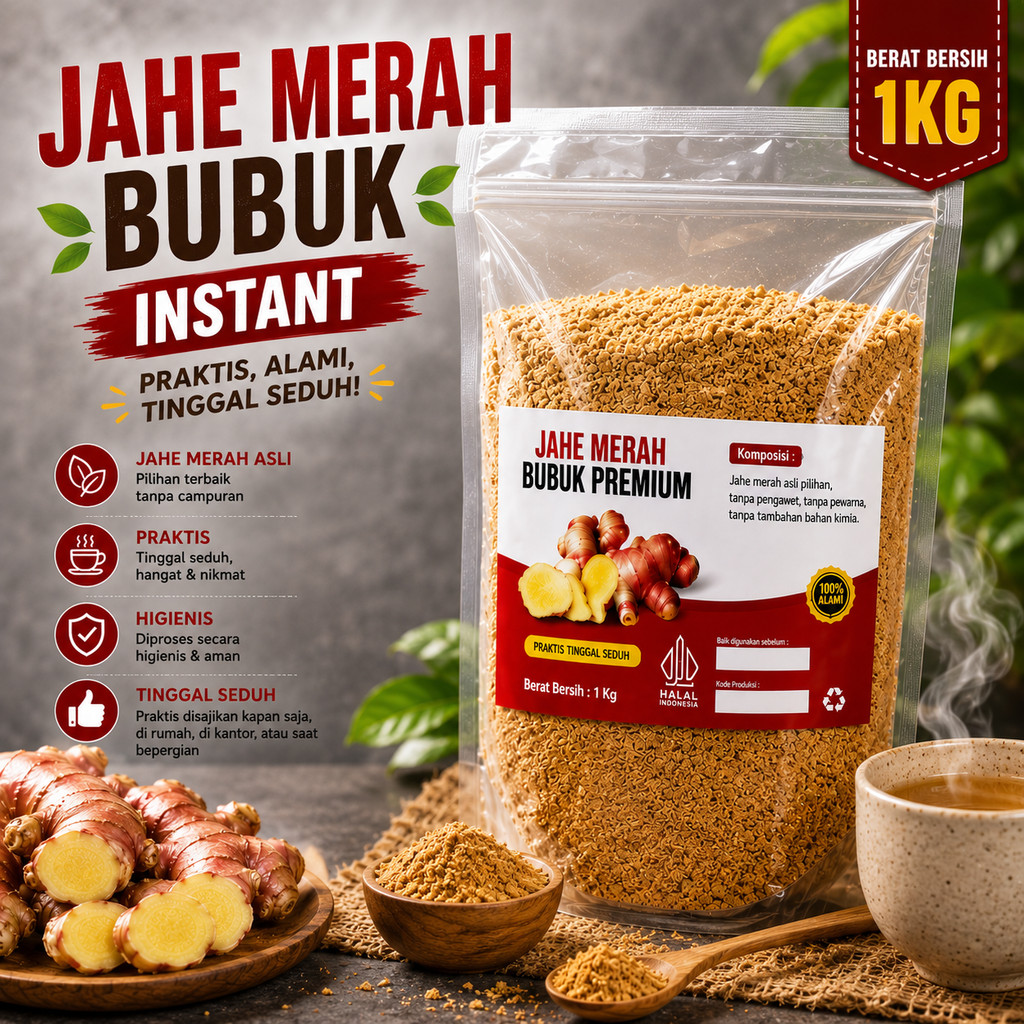 JAHE MERAH
BUBUK
INSTANT
PRAKTIS, ALAMI,
TINGGAL SEDUH!
JAHE MERAH ASLI
Pilihan terbaik
tanpa campuran
PRAKTIS
Tinggal seduh,
hangat & nikmat
HIGIENIS
Diproses secara
higienis & aman
TINGGAL SEDUH
Praktis disajikan kapan saja,
di rumah, di kantor, atau saat
bepergian
BERAT BERSIH
1KG
JAHE MERAH
BUBUK PREMIUM
Komposisi :
Jahe merah asli pilihan,
tanpa pengawet, tanpa pewarna,
tanpa tambahan bahan kimia.
100%
ALAMI
PRAKTIS TINGGAL SEDUH
Berat Bersih : 1 Kg
HALAL
INDONESIA
Baik digunakan sebelum :
Kode Produksi :